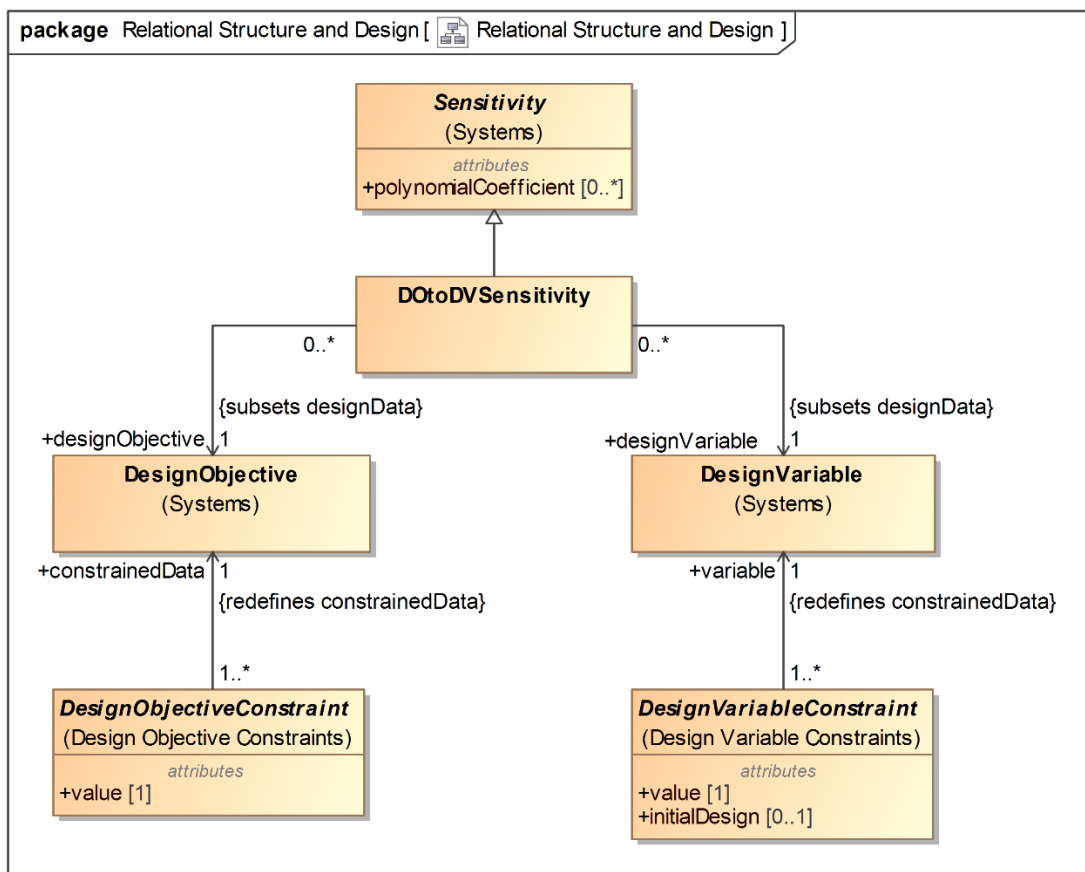 package Relational Structure and Design [ Relational Structure and Design ]
Sensitivity
(Systems)
attributes
+polynomialCoefficient [0..*]
DOtoDVSensitivity
0..*
0..*
{subsets designData}
{subsets designData}
+designObjective 1
+designVariable 1
DesignObjective
(Systems)
DesignVariable
(Systems)
+constrainedData 1
+variable 1
{redefines constrainedData}
{redefines constrainedData}
1..*
1..*
DesignObjectiveConstraint
(Design Objective Constraints)
attributes
+value [1]
DesignVariableConstraint
(Design Variable Constraints)
attributes
+value [1]
+initialDesign [0..1]